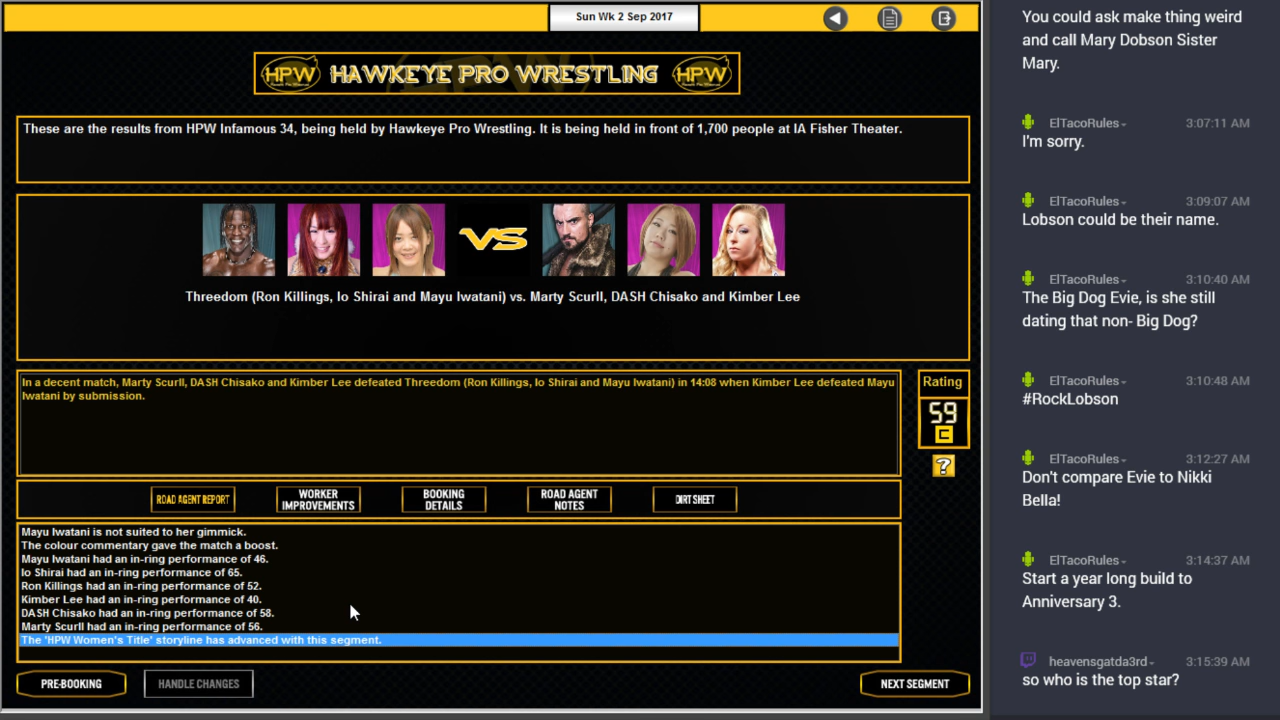 Sun Wk 2 Sep 2017
HPW HAWKEYE PRO WRESTLING HPW
These are the results from HPW Infamous 34, being held by Hawkeye Pro Wrestling. It is being held in front of 1,700 people at IA Fisher Theater.
VS
Threedom (Ron Killings, Io Shirai and Mayu Iwatani) vs. Marty Scurll, DASH Chisako and Kimber Lee
In a decent match, Marty Scurll, DASH Chisako and Kimber Lee defeated Threedom (Ron Killings, Io Shirai and Mayu Iwatani) in 14:08 when Kimber Lee defeated Mayu
Iwatani by submission.
Rating
59
C
?
ROAD AGENT REPORT
WORKER
IMPROVEMENTS
BOOKING
DETAILS
ROAD AGENT
NOTES
DIRT SHEET
Mayu Iwatani is not suited to her gimmick.
The colour commentary gave the match a boost.
Mayu Iwatani had an in-ring performance of 46.
Io Shirai had an in-ring performance of 65.
Ron Killings had an in-ring performance of 52.
Kimber Lee had an in-ring performance of 40.
DASH Chisako had an in-ring performance of 58.
Marty Scurll had an in-ring performance of 56.
The 'HPW Women's Title' storyline has advanced with this segment.
PRE-BOOKING
HANDLE CHANGES
NEXT SEGMENT
You could ask make thing weird
and call Mary Dobson Sister
Mary.
ElTacoRules 3:07:11 AM
I'm sorry.
ElTacoRules 3:09:07 AM
Lobson could be their name.
ElTacoRules 3:10:40 AM
The Big Dog Evie, is she still
dating that non- Big Dog?
ElTacoRules 3:10:48 AM
#RockLobson
ElTacoRules 3:12:27 AM
Don't compare Evie to Nikki
Bella!
ElTacoRules 3:14:37 AM
Start a year long build to
Anniversary 3.
heavensgatda3rd 3:15:39 AM
so who is the top star?